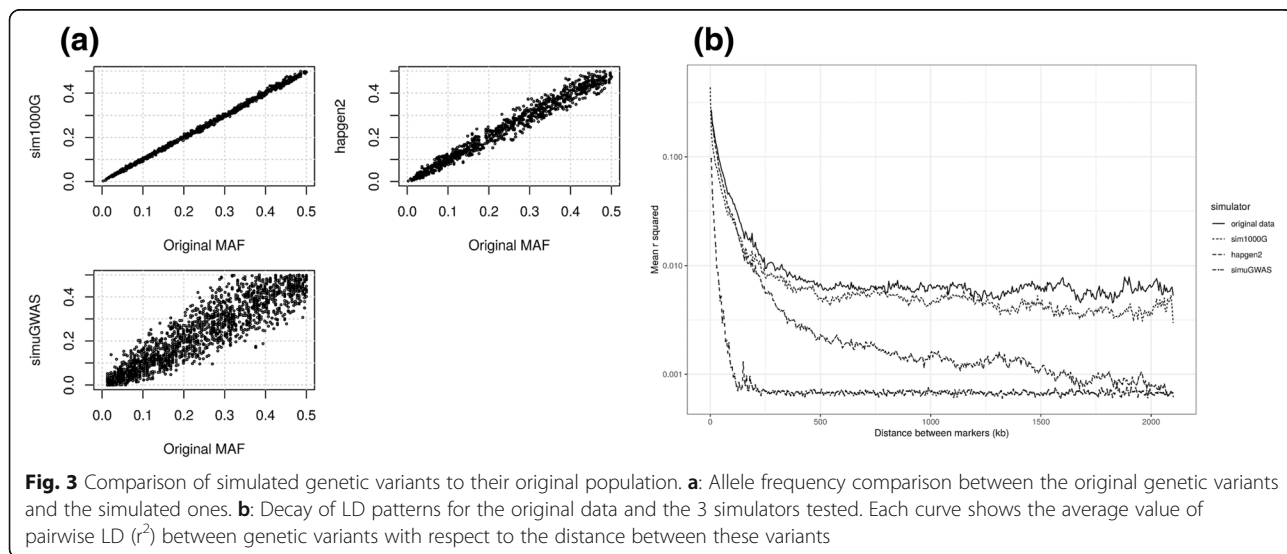 (a)
sim1000G
0.0 0.2 0.4
0.0 0.1 0.2 0.3 0.4 0.5
Original MAF
hapgen2
0.0 0.2 0.4
0.0 0.1 0.2 0.3 0.4 0.5
Original MAF
simuGWAS
0.0 0.2 0.4
0.0 0.1 0.2 0.3 0.4 0.5
Original MAF
(b)
Mean r squared
0.100
0.010
0.001
0 500 1000 1500 2000
Distance between markers (kb)
simulator
original data
sim1000G
hapgen2
simuGWAS
Fig. 3 Comparison of simulated genetic variants to their original population. a: Allele frequency comparison between the original genetic variants
and the simulated ones. b: Decay of LD patterns for the original data and the 3 simulators tested. Each curve shows the average value of
pairwise LD (r²) between genetic variants with respect to the distance between these variants